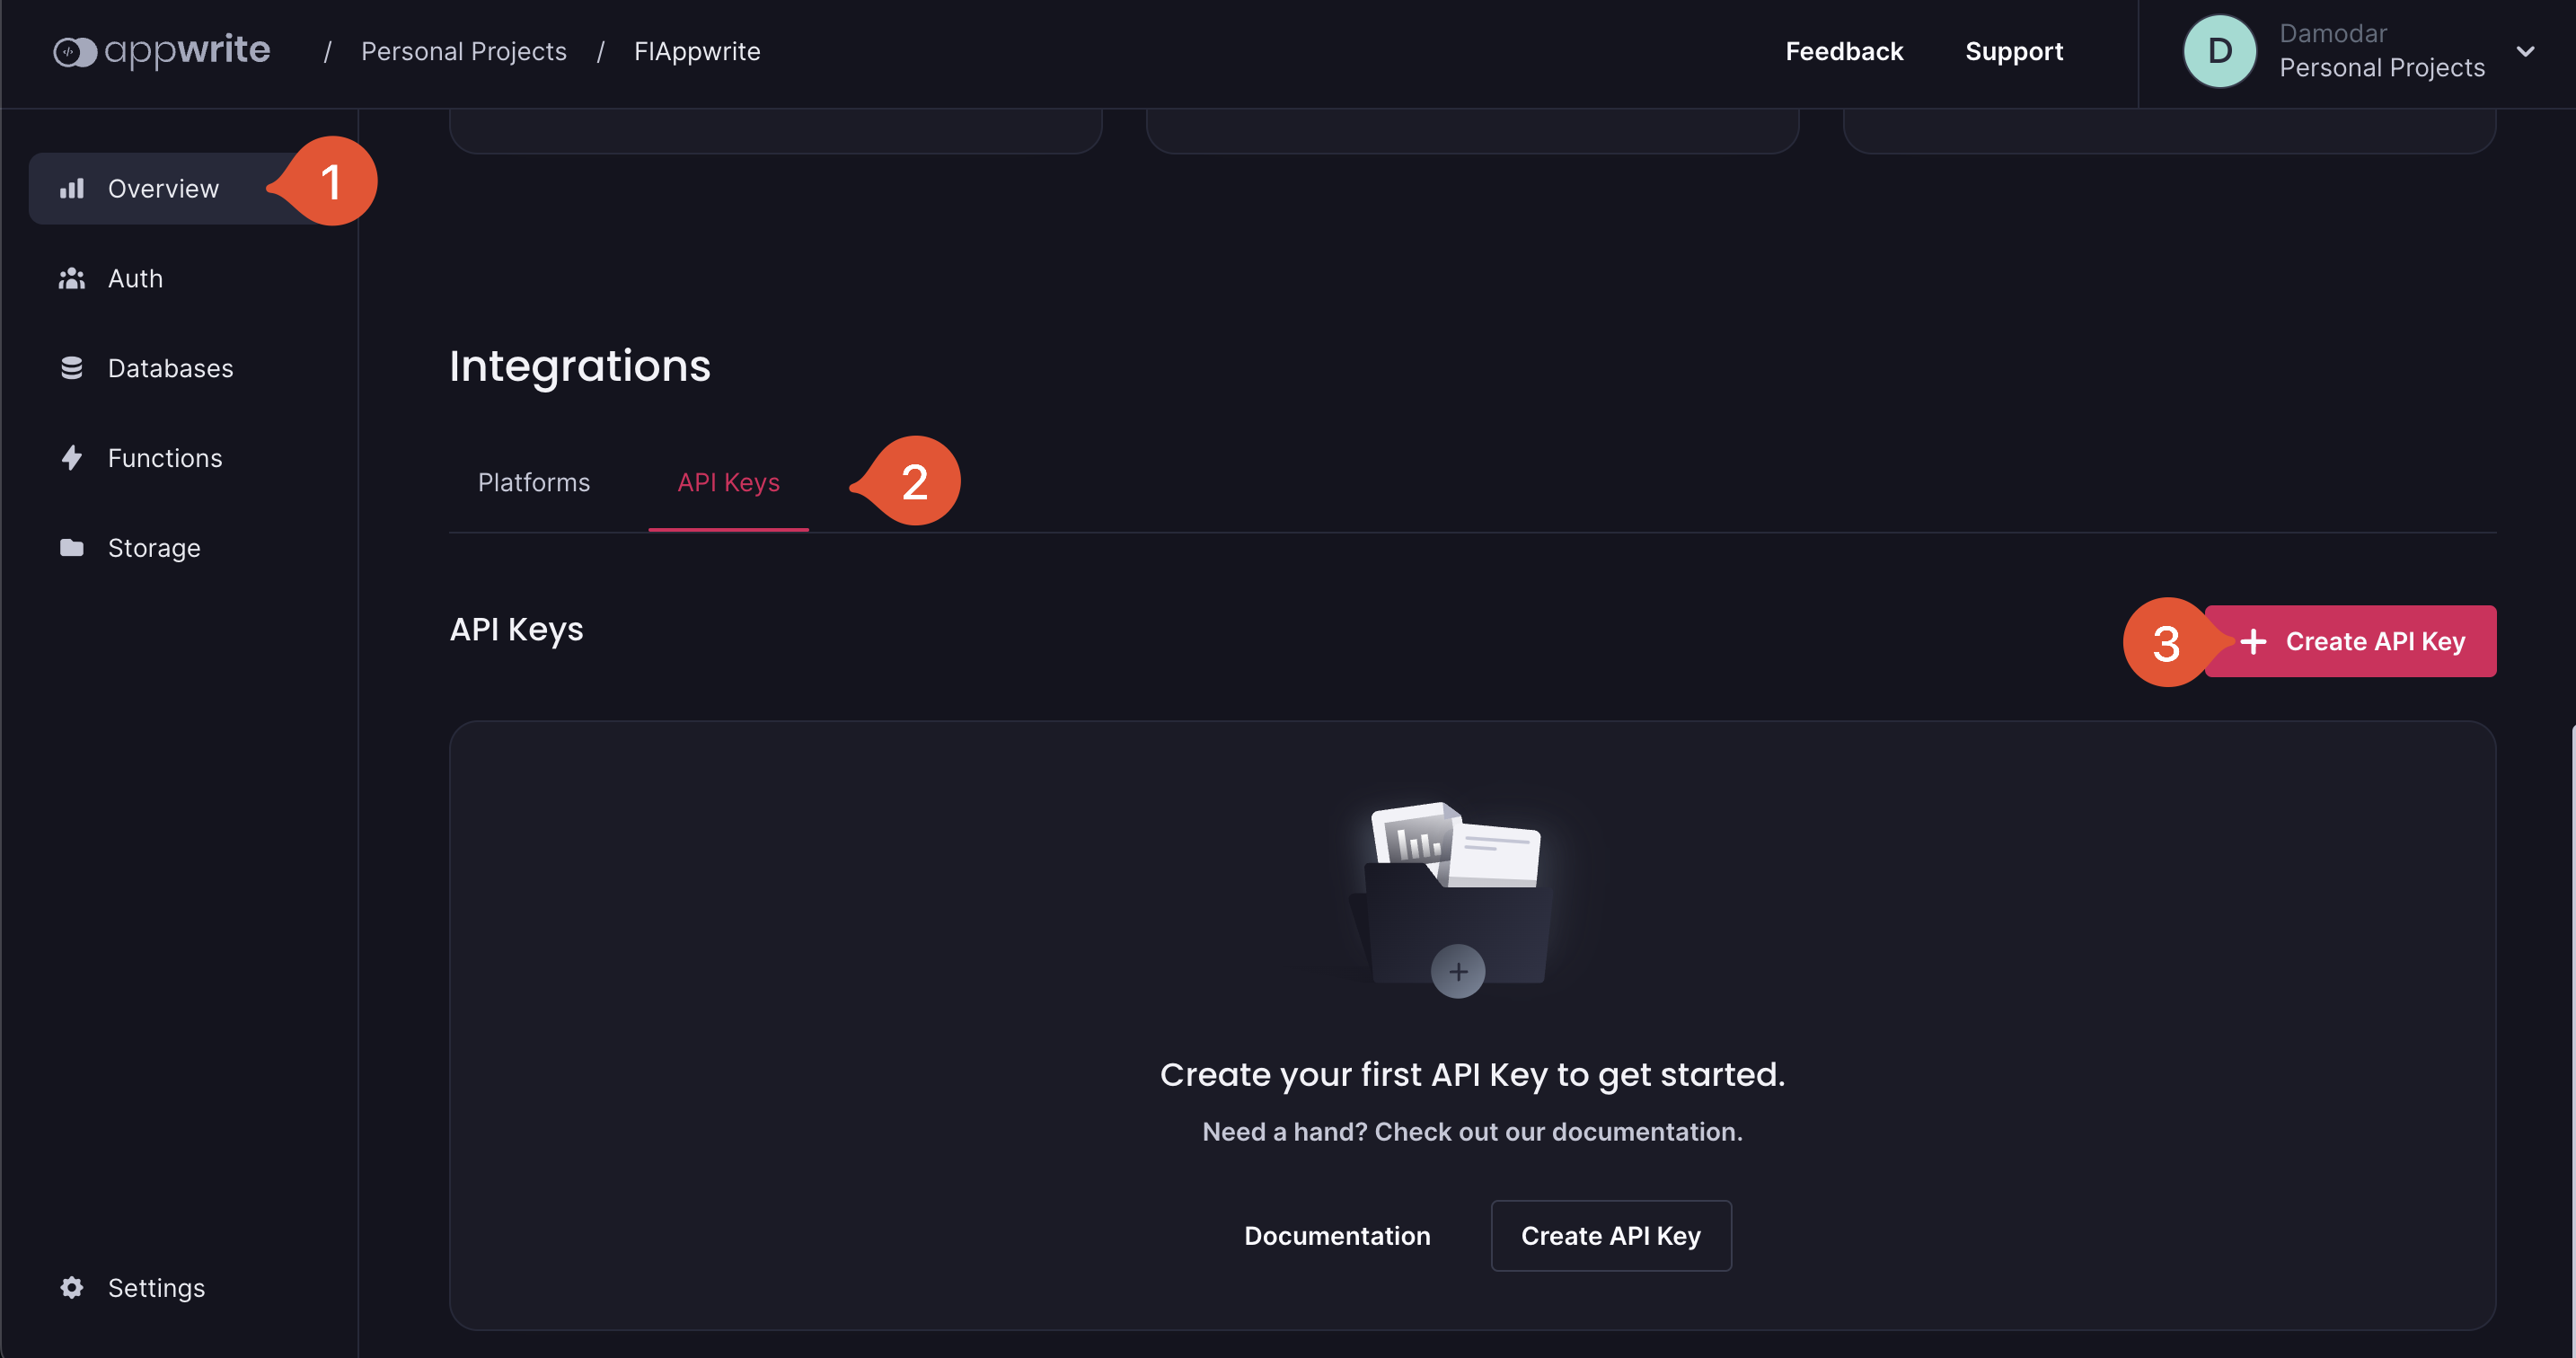 appwrite / Personal Projects / FlAppwrite
Feedback Support
D
Damodar
Personal Projects
Overview
1
Auth
Databases
Functions
Storage
Settings
Integrations
Platforms API Keys
2
API Keys
3
+ Create API Key
Create your first API Key to get started.
Need a hand? Check out our documentation.
Documentation Create API Key